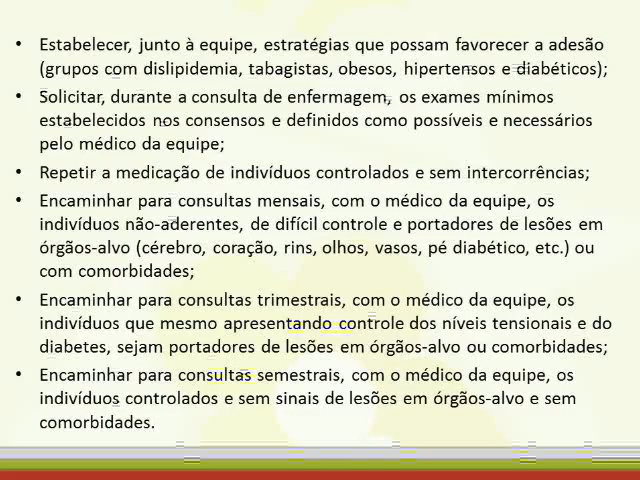 • Estabelecer, junto à equipe, estratégias que possam favorecer a adesão
(grupos com dislipidemia, tabagistas, obesos, hipertensos e diabéticos);
• Solicitar, durante a consulta de enfermagem, os exames mínimos
estabelecidos nos consensos e definidos como possíveis e necessários
pelo médico da equipe;
• Repetir a medicação de indivíduos controlados e sem intercorrências;
• Encaminhar para consultas mensais, com o médico da equipe, os
indivíduos não-aderentes, de difícil controle e portadores de lesões em
órgãos-alvo (cérebro, coração, rins, olhos, vasos, pé diabético, etc.) ou
com comorbidades;
• Encaminhar para consultas trimestrais, com o médico da equipe, os
indivíduos que mesmo apresentando controle dos níveis tensionais e do
diabetes, sejam portadores de lesões em órgãos-alvo ou comorbidades;
• Encaminhar para consultas semestrais, com o médico da equipe, os
indivíduos controlados e sem sinais de lesões em órgãos-alvo e sem
comorbidades.